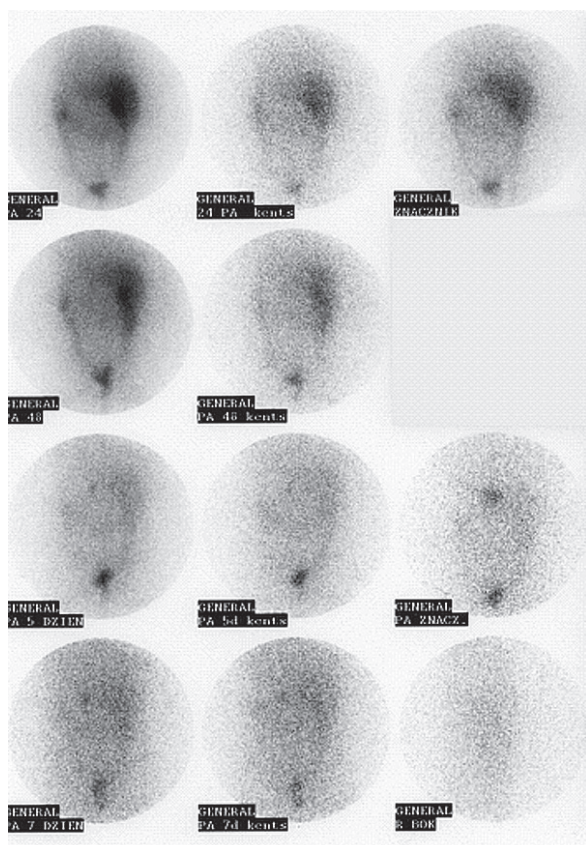 GENERAL
PA 24
GENERAL
24 PA kents
GENERAL
ZNACZNIK
GENERAL
PA 48
GENERAL
PA 48 kents
GENERAL
PA 5 DZIEN
GENERAL
PA 5d kents
GENERAL
PA ZNACZ.
GENERAL
PA 7 DZIEN
GENERAL
PA 7d kents
GENERAL
R BOK